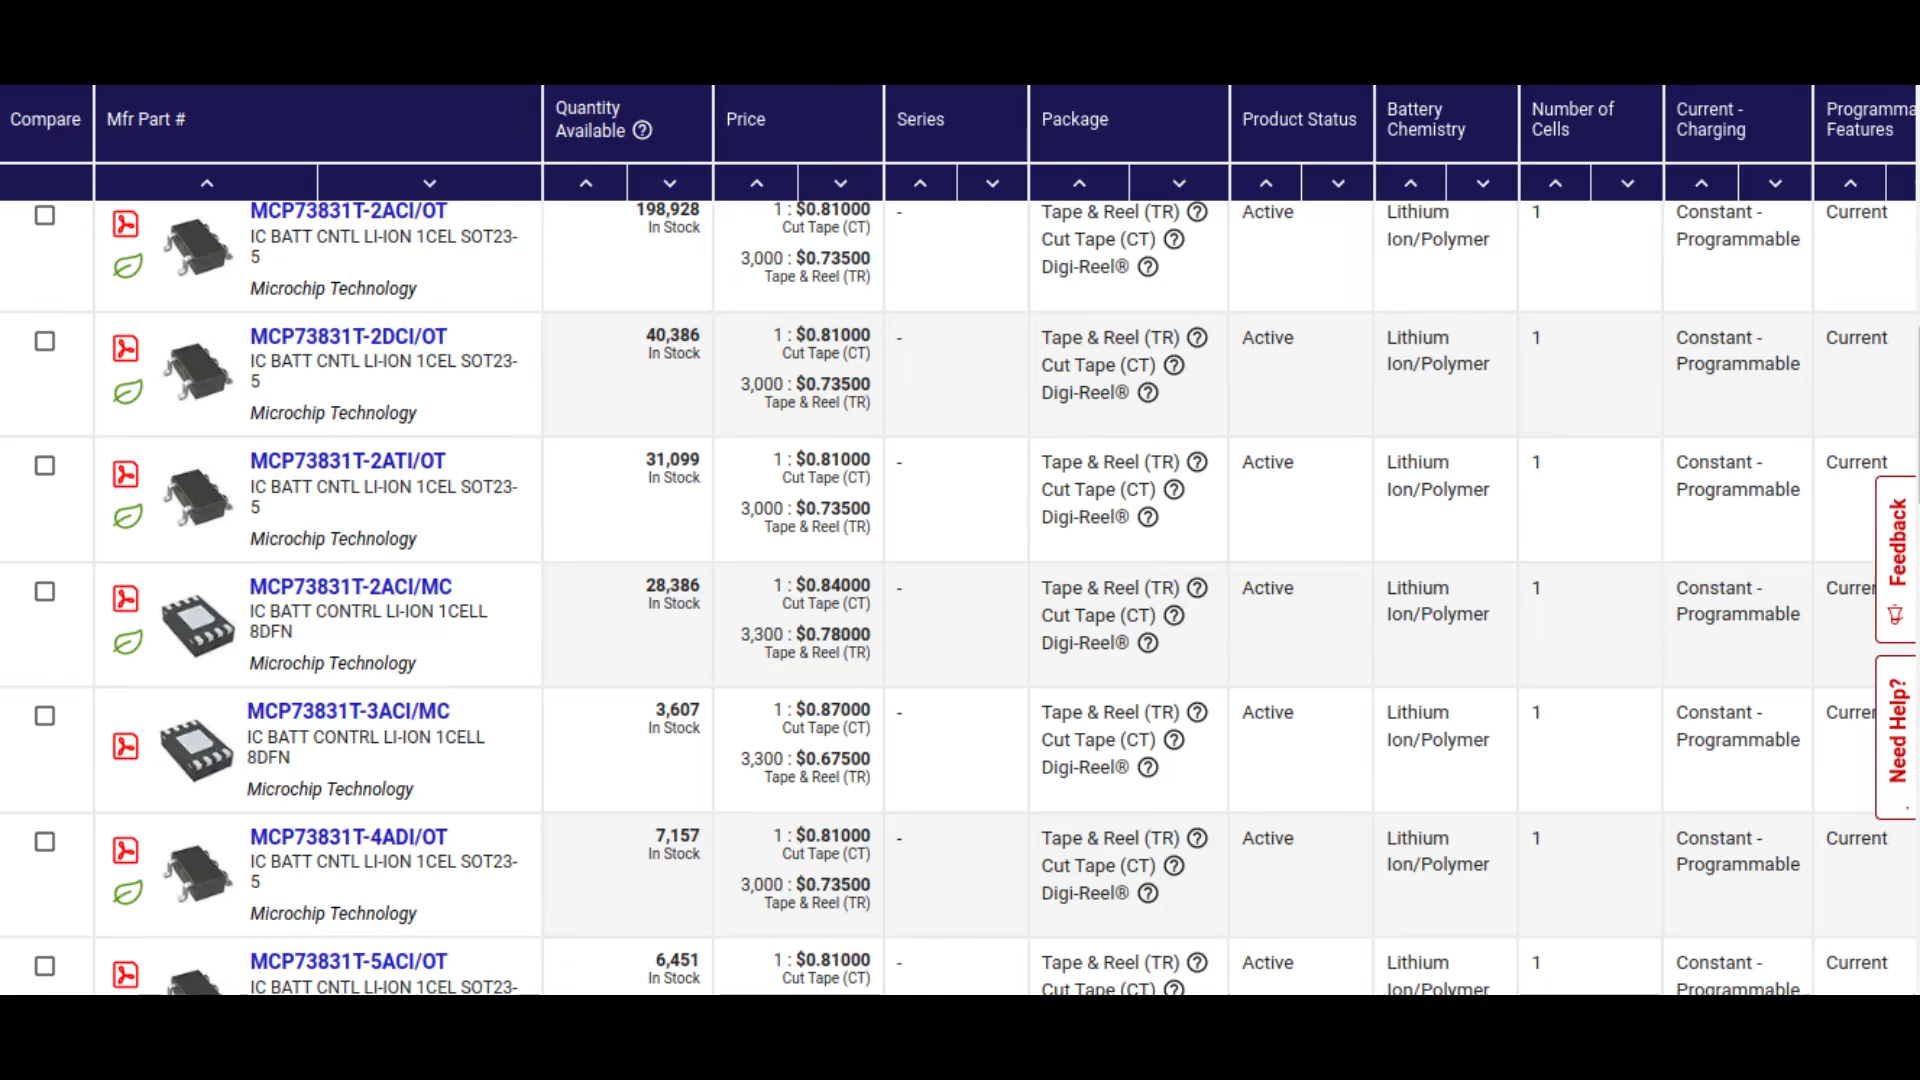 Compare
Mfr Part #
Quantity
Available ?
Price
Series
Package
Product Status
Battery
Chemistry
Number of
Cells
Current -
Charging
Programma
Features
MCP73831T-2ACI/OT
IC BATT CNTL LI-ION 1CEL SOT23-
5
Microchip Technology
198,928
In Stock
1 : $0.81000
Cut Tape (CT)
3,000 : $0.73500
Tape & Reel (TR)
-
Tape & Reel (TR) ?
Cut Tape (CT) ?
Digi-Reel® ?
Active
Lithium
Ion/Polymer
1
Constant -
Programmable
Current
MCP73831T-2DCI/OT
IC BATT CNTL LI-ION 1CEL SOT23-
5
Microchip Technology
40,386
In Stock
1 : $0.81000
Cut Tape (CT)
3,000 : $0.73500
Tape & Reel (TR)
-
Tape & Reel (TR) ?
Cut Tape (CT) ?
Digi-Reel® ?
Active
Lithium
Ion/Polymer
1
Constant -
Programmable
Current
MCP73831T-2ATI/OT
IC BATT CNTL LI-ION 1CEL SOT23-
5
Microchip Technology
31,099
In Stock
1 : $0.81000
Cut Tape (CT)
3,000 : $0.73500
Tape & Reel (TR)
-
Tape & Reel (TR) ?
Cut Tape (CT) ?
Digi-Reel® ?
Active
Lithium
Ion/Polymer
1
Constant -
Programmable
Current
MCP73831T-2ACI/MC
IC BATT CONTRL LI-ION 1CELL
8DFN
Microchip Technology
28,386
In Stock
1 : $0.84000
Cut Tape (CT)
3,300 : $0.78000
Tape & Reel (TR)
-
Tape & Reel (TR) ?
Cut Tape (CT) ?
Digi-Reel® ?
Active
Lithium
Ion/Polymer
1
Constant -
Programmable
Curre
MCP73831T-3ACI/MC
IC BATT CONTRL LI-ION 1CELL
8DFN
Microchip Technology
3,607
In Stock
1 : $0.87000
Cut Tape (CT)
3,300 : $0.67500
Tape & Reel (TR)
-
Tape & Reel (TR) ?
Cut Tape (CT) ?
Digi-Reel® ?
Active
Lithium
Ion/Polymer
1
Constant -
Programmable
Curre
MCP73831T-4ADI/OT
IC BATT CNTL LI-ION 1CEL SOT23-
5
Microchip Technology
7,157
In Stock
1 : $0.81000
Cut Tape (CT)
3,000 : $0.73500
Tape & Reel (TR)
-
Tape & Reel (TR) ?
Cut Tape (CT) ?
Digi-Reel® ?
Active
Lithium
Ion/Polymer
1
Constant -
Programmable
Current
MCP73831T-5ACI/OT
IC BATT CNTL LI-ION 1CEL SOT23-
6,451
In Stock
1 : $0.81000
Cut Tape (CT)
-
Tape & Reel (TR) ?
Cut Tape (CT) ?
Active
Lithium
Ion/Polymer
1
Constant -
Programmable
Current
Feedback
Need Help?